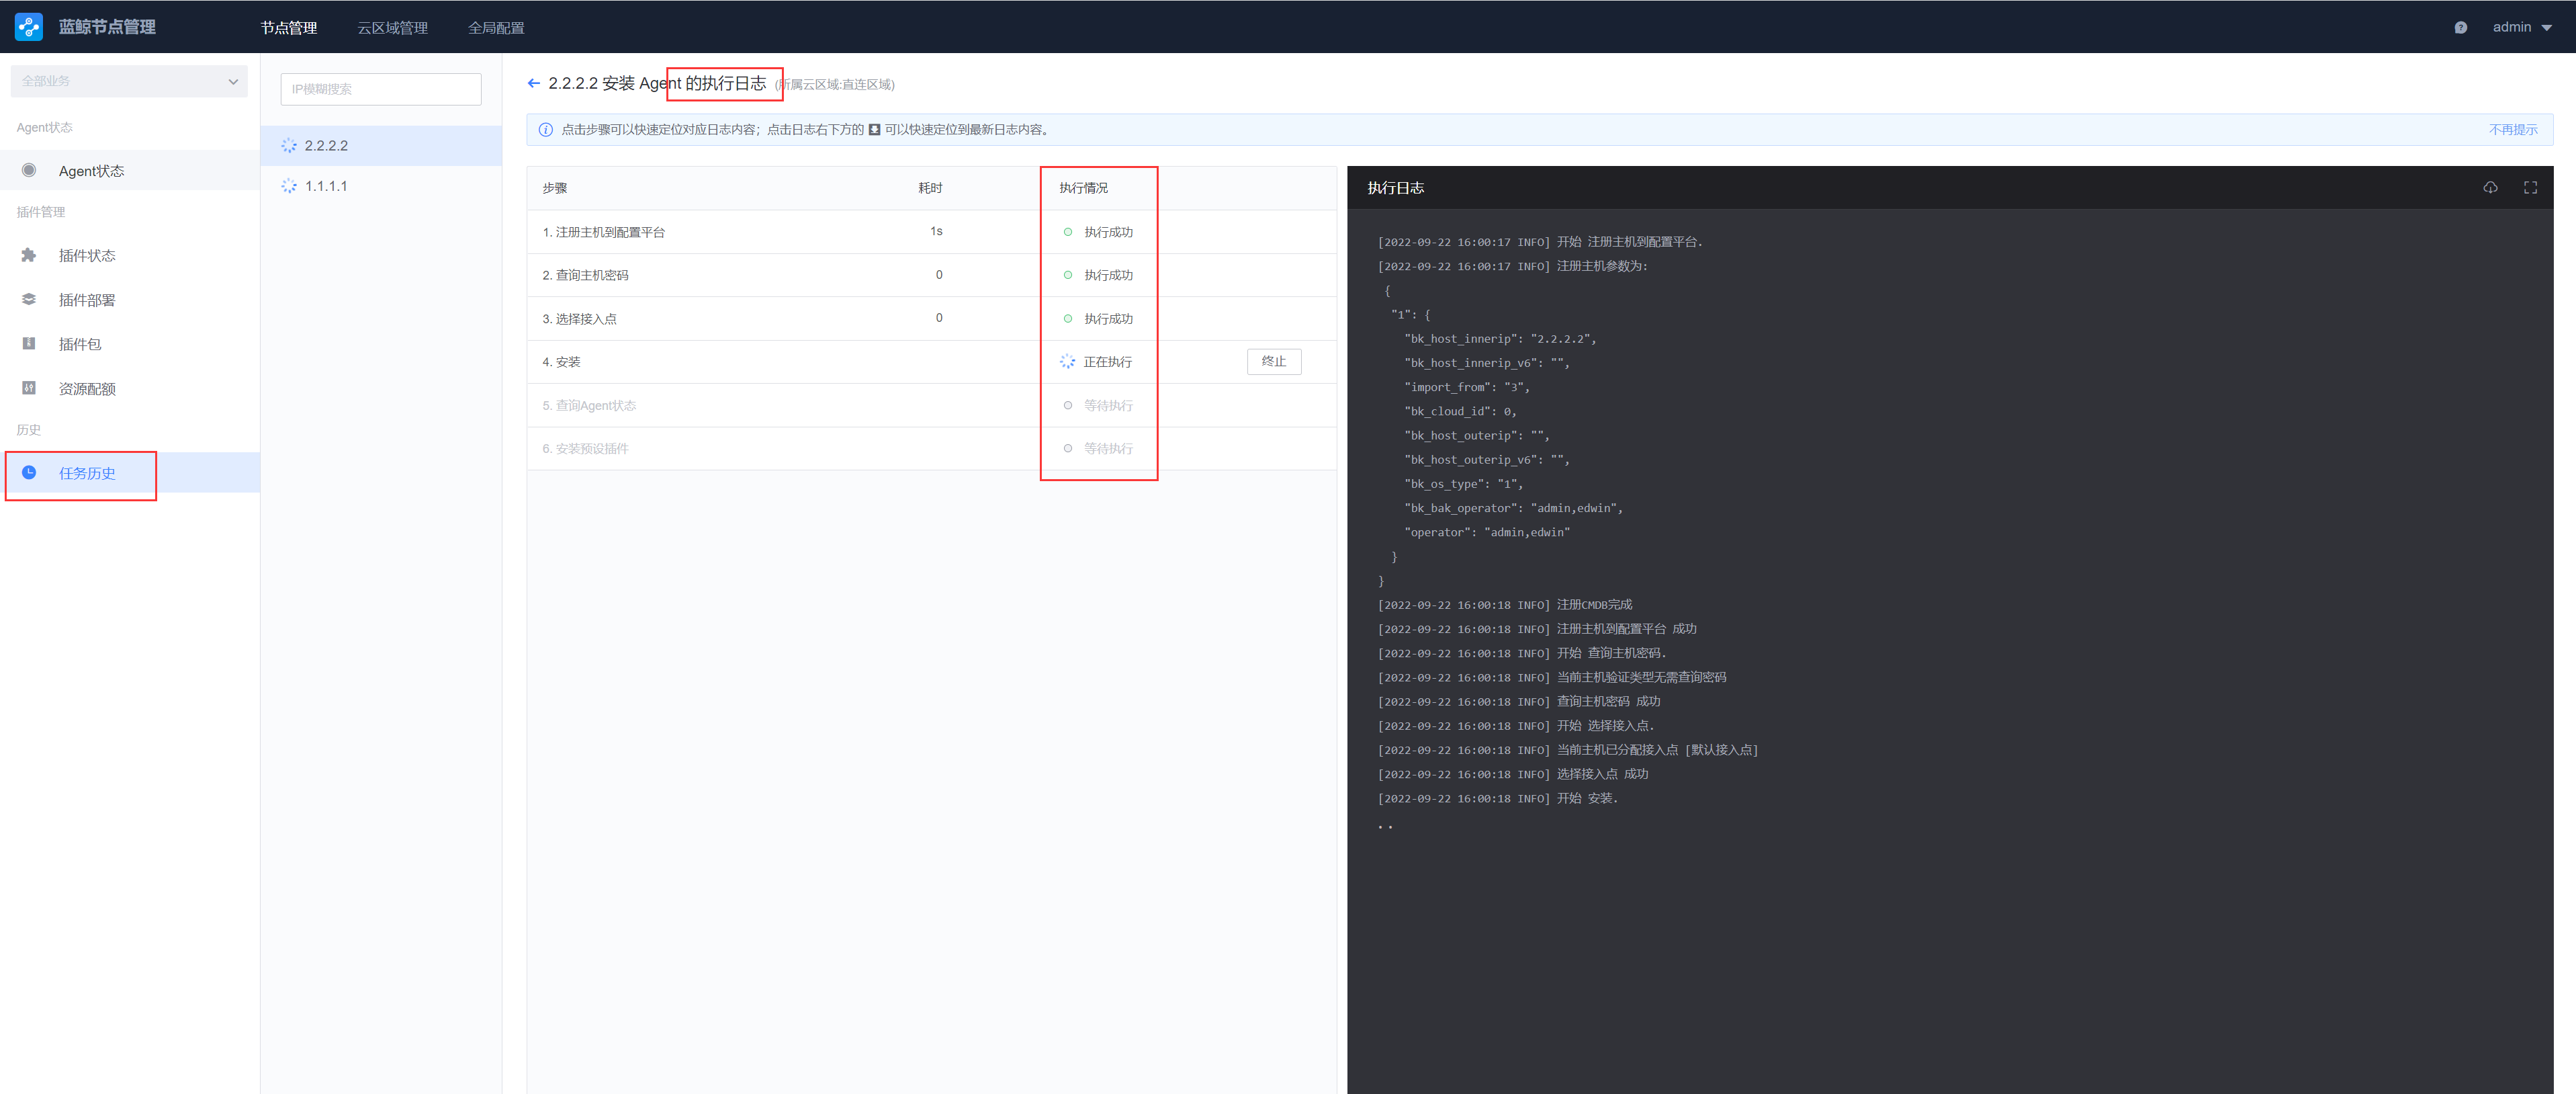 蓝鲸节点管理
节点管理
云区域管理
全局配置
admin
全部业务
Agent状态
Agent状态
插件管理
插件状态
插件部署
插件包
资源配额
历史
任务历史
IP模糊搜索
2.2.2.2
1.1.1.1
2.2.2.2 安装 Agent 的执行日志 (所属云区域:直连区域)
点击步骤可以快速定位对应日志内容；点击日志右下方的 可以快速定位到最新日志内容。
不再提示
步骤 耗时 执行情况
1. 注册主机到配置平台 1s 执行成功
2. 查询主机密码 0 执行成功
3. 选择接入点 0 执行成功
4. 安装 正在执行 终止
5. 查询Agent状态 等待执行
6. 安装预设插件 等待执行
执行日志
[2022-09-22 16:00:17 INFO] 开始 注册主机到配置平台.
[2022-09-22 16:00:17 INFO] 注册主机参数为:
{
"1": {
"bk_host_innerip": "2.2.2.2",
"bk_host_innerip_v6": "",
"import_from": "3",
"bk_cloud_id": 0,
"bk_host_outerip": "",
"bk_host_outerip_v6": "",
"bk_os_type": "1",
"bk_bak_operator": "admin,edwin",
"operator": "admin,edwin"
}
}
[2022-09-22 16:00:18 INFO] 注册CMDB完成
[2022-09-22 16:00:18 INFO] 注册主机到配置平台 成功
[2022-09-22 16:00:18 INFO] 开始 查询主机密码.
[2022-09-22 16:00:18 INFO] 当前主机验证类型无需查询密码
[2022-09-22 16:00:18 INFO] 查询主机密码 成功
[2022-09-22 16:00:18 INFO] 开始 选择接入点.
[2022-09-22 16:00:18 INFO] 当前主机已分配接入点 [默认接入点]
[2022-09-22 16:00:18 INFO] 选择接入点 成功
[2022-09-22 16:00:18 INFO] 开始 安装.
..